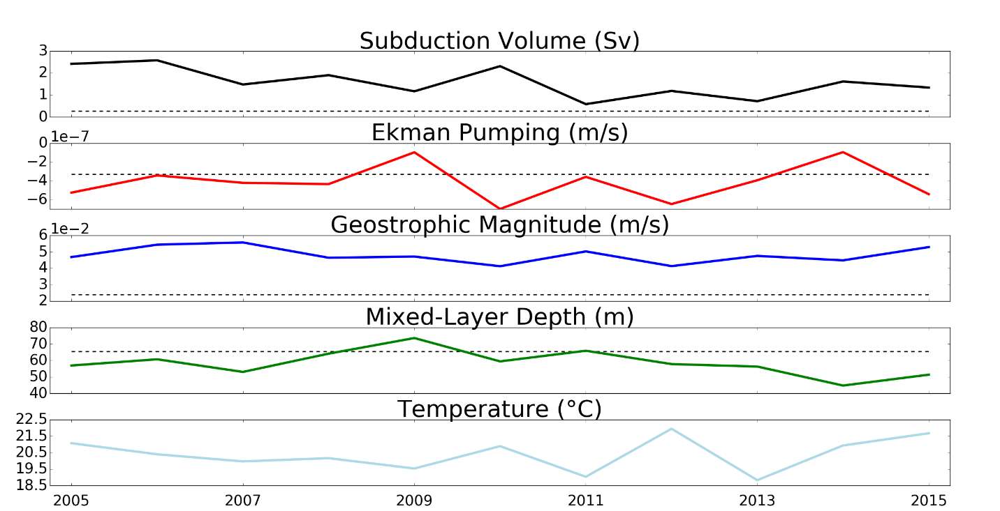 Subduction Volume (Sv)
3
2
1
0
Ekman Pumping (m/s)
1e−7
0
−2
−4
−6
Geostrophic Magnitude (m/s)
1e−2
6
5
4
3
2
Mixed-Layer Depth (m)
80
70
60
50
40
Temperature (°C)
22.5
21.5
20.5
19.5
18.5
2005 2007 2009 2011 2013 2015